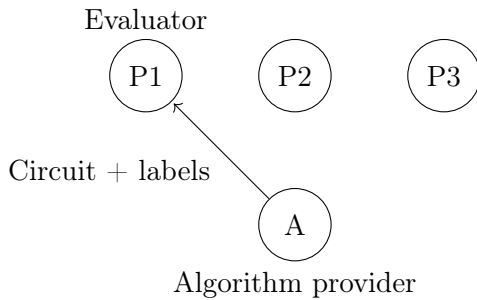 Evaluator
P1
P2
P3
Circuit + labels
A
Algorithm provider